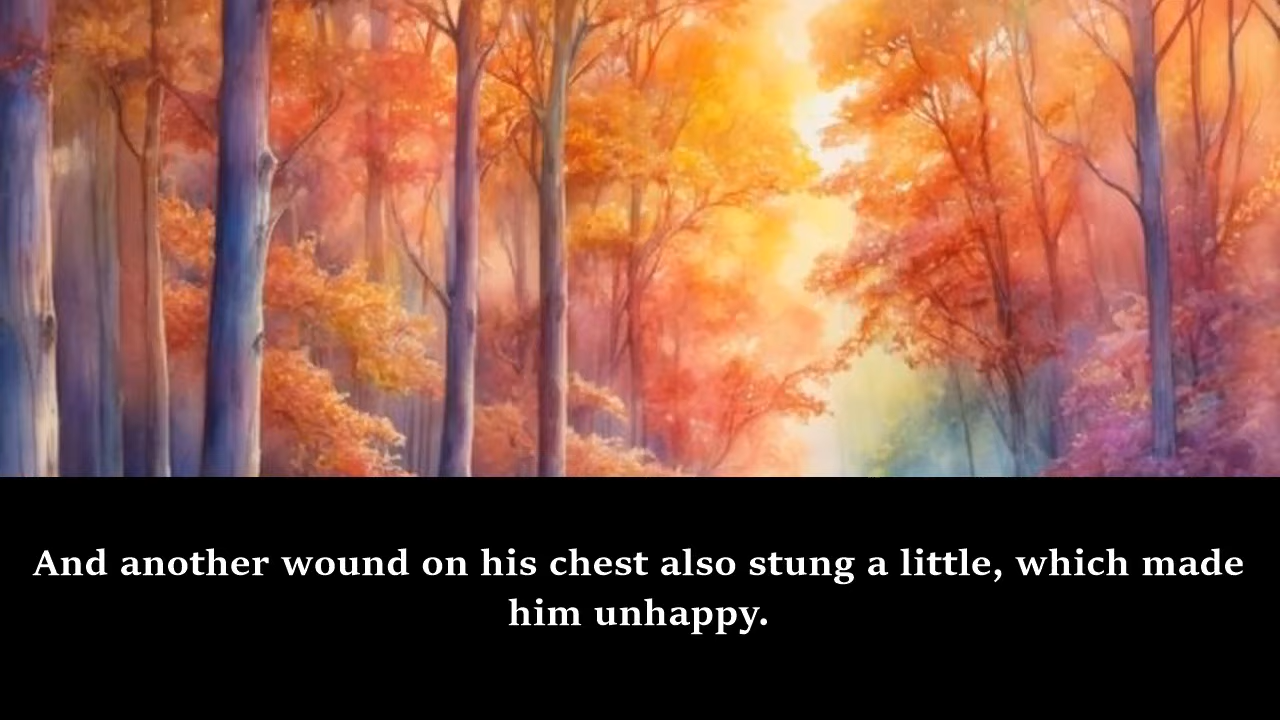 And another wound on his chest also stung a little, which made
him unhappy.